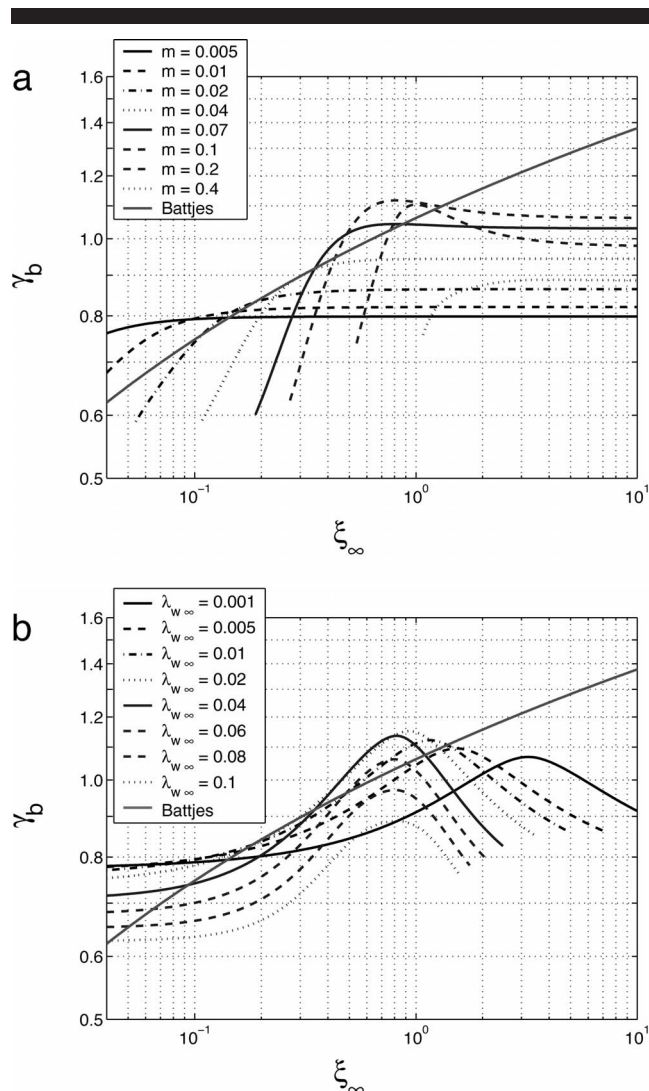 a
m = 0.005
m = 0.01
m = 0.02
m = 0.04
m = 0.07
m = 0.1
m = 0.2
m = 0.4
Battjes
1.6
1.4
1.2
1.0
0.8
0.6
0.5
γb
10⁻¹
10⁰
10¹
ξ∞
b
λw ∞ = 0.001
λw ∞ = 0.005
λw ∞ = 0.01
λw ∞ = 0.02
λw ∞ = 0.04
λw ∞ = 0.06
λw ∞ = 0.08
λw ∞ = 0.1
Battjes
1.6
1.4
1.2
1.0
0.8
0.6
0.5
γb
10⁻¹
10⁰
10¹
ξ∞